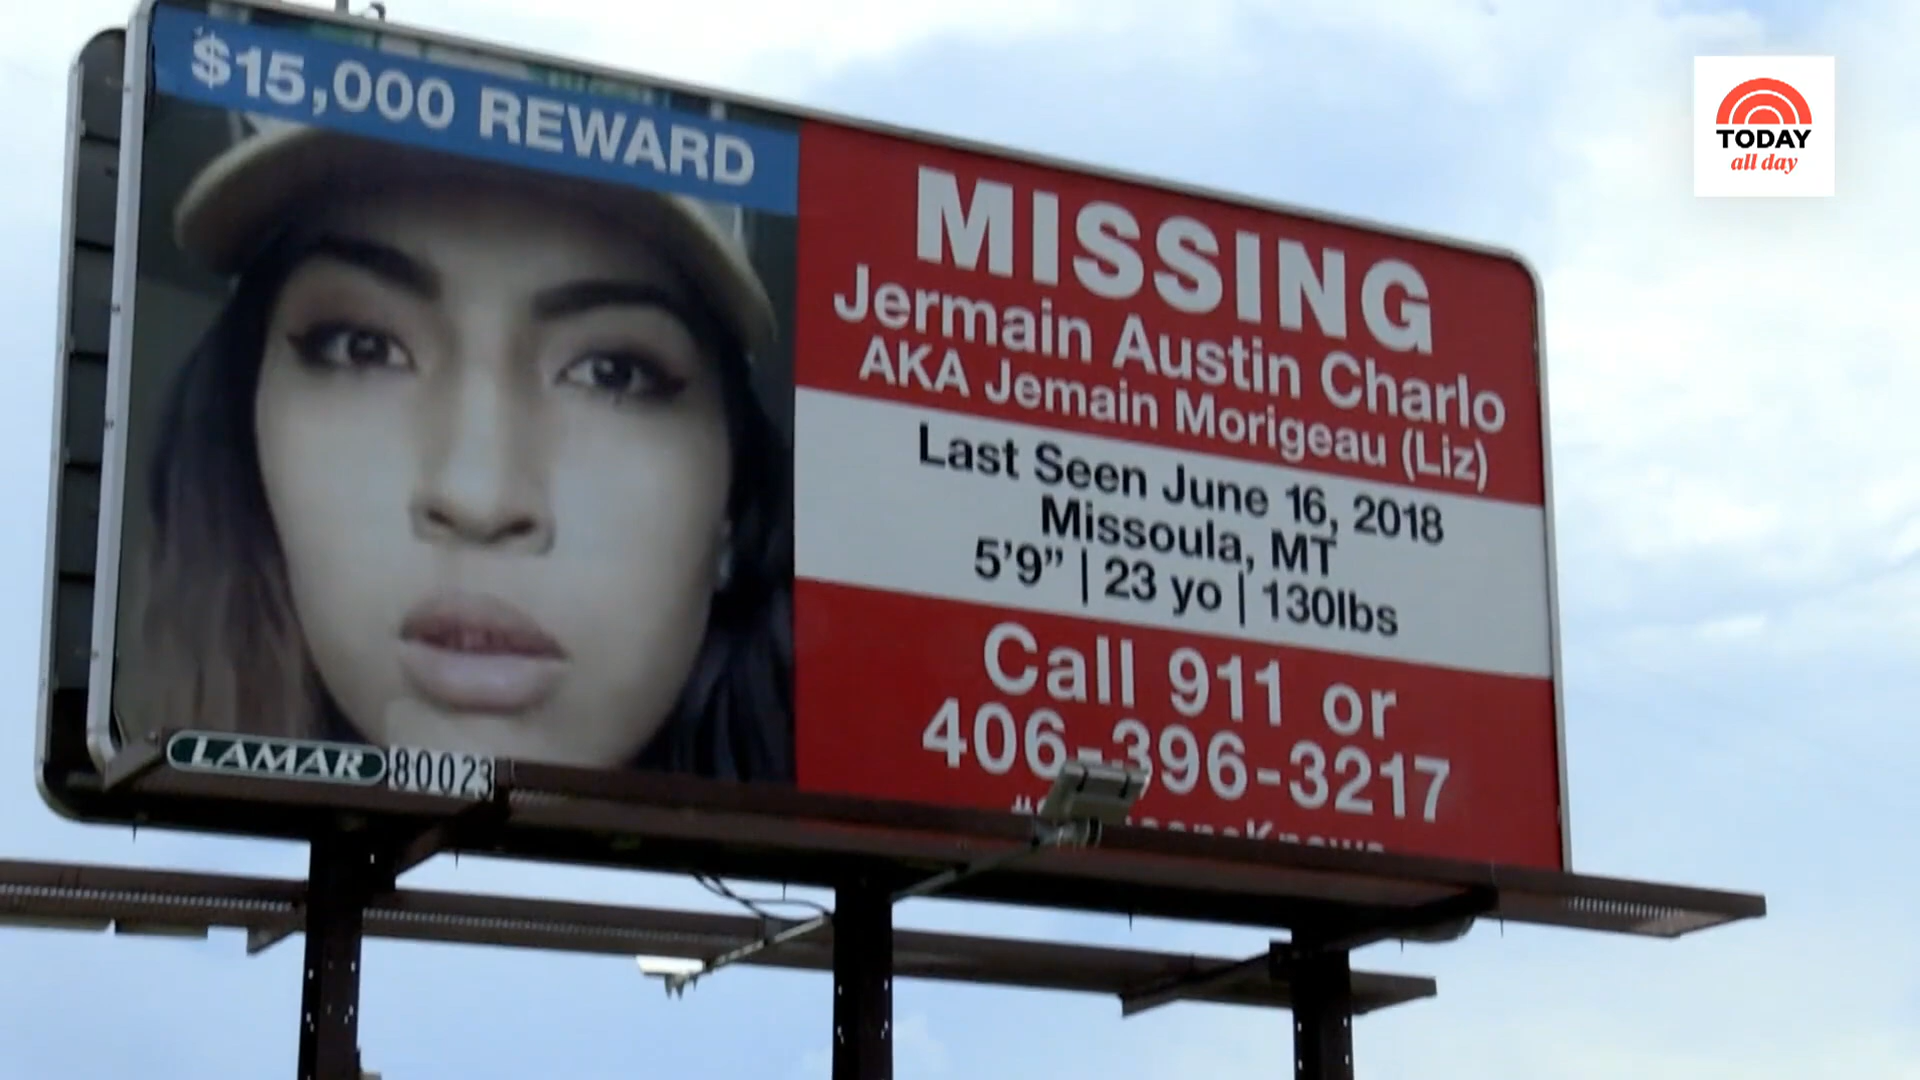 $15,000 REWARD
MISSING
Jermain Austin Charlo
AKA Jemain Morigeau (Liz)
Last Seen June 16, 2018
Missoula, MT
5’9” | 23 yo | 130lbs
Call 911 or
406-396-3217
LAMAR 80023
TODAY
all day